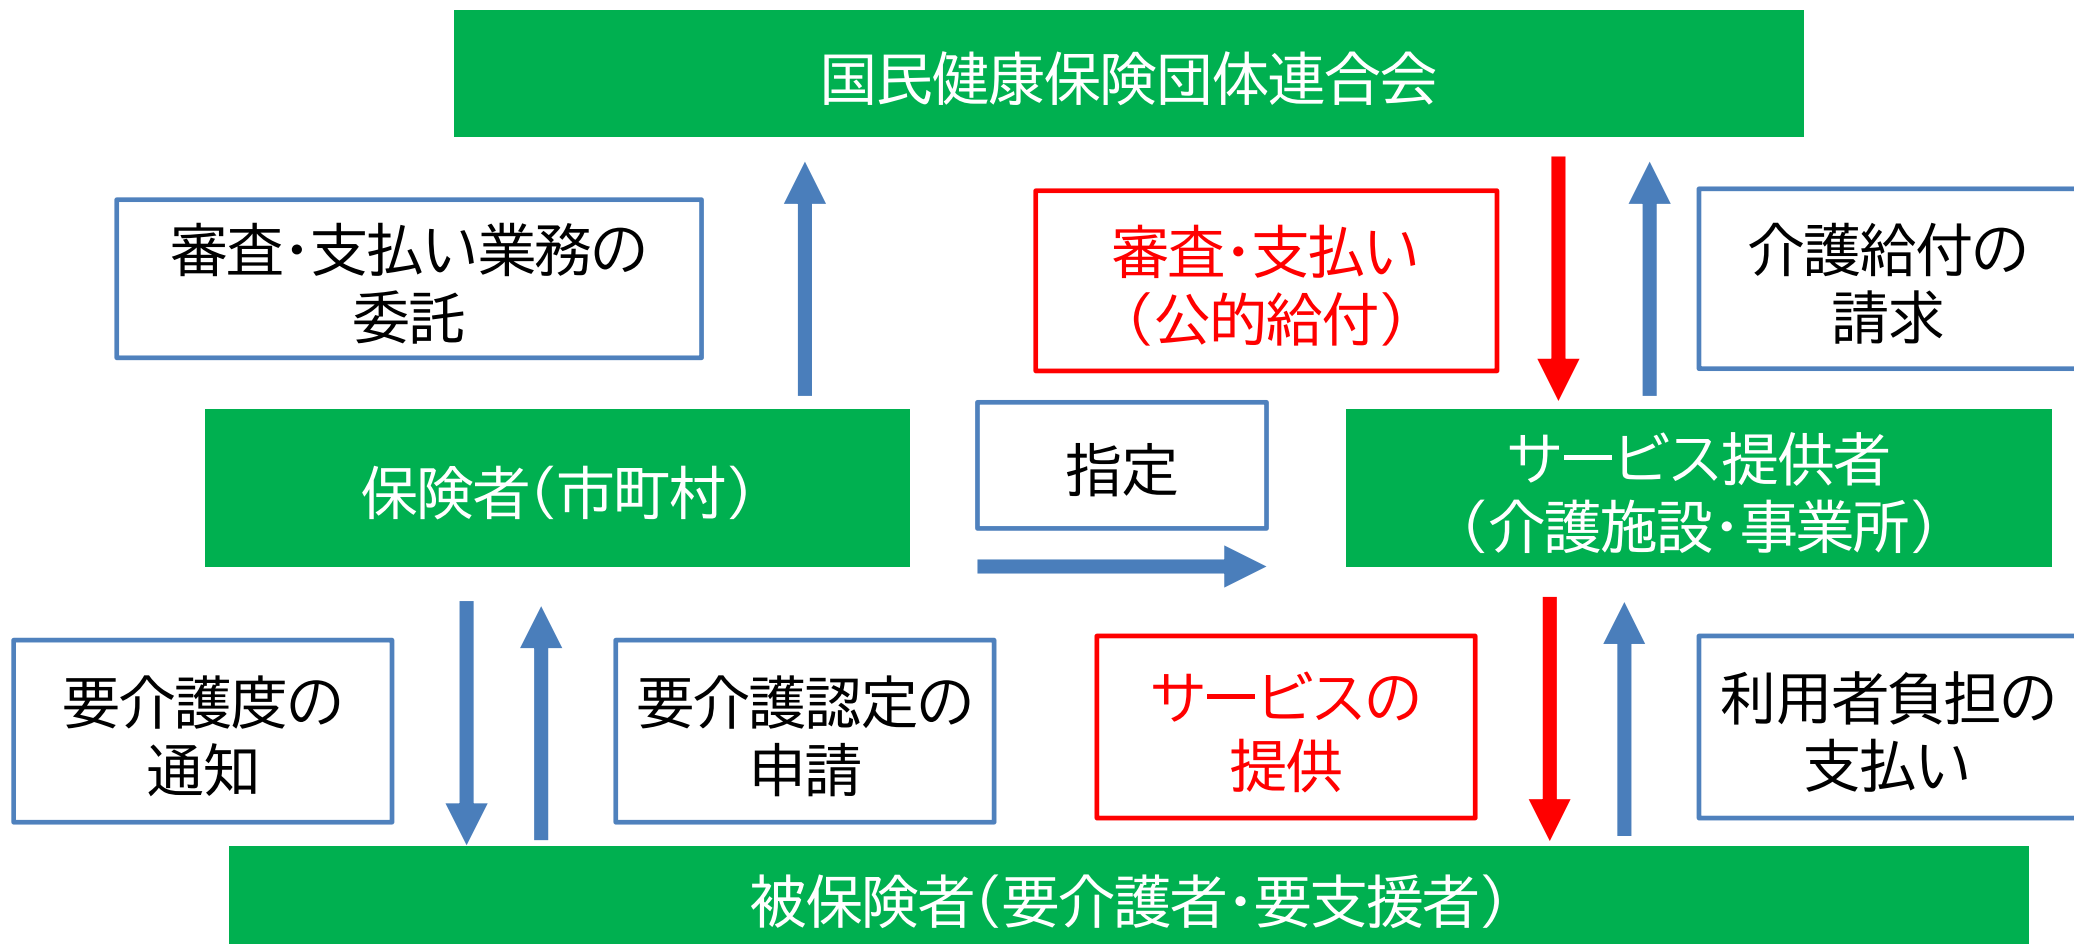 国民健康保険団体連合会
審査・支払い業務の
委託
審査・支払い
（公的給付）
介護給付の
請求
保険者（市町村）
指定
サービス提供者
（介護施設・事業所）
要介護度の
通知
要介護認定の
申請
サービスの
提供
利用者負担の
支払い
被保険者（要介護者・要支援者）